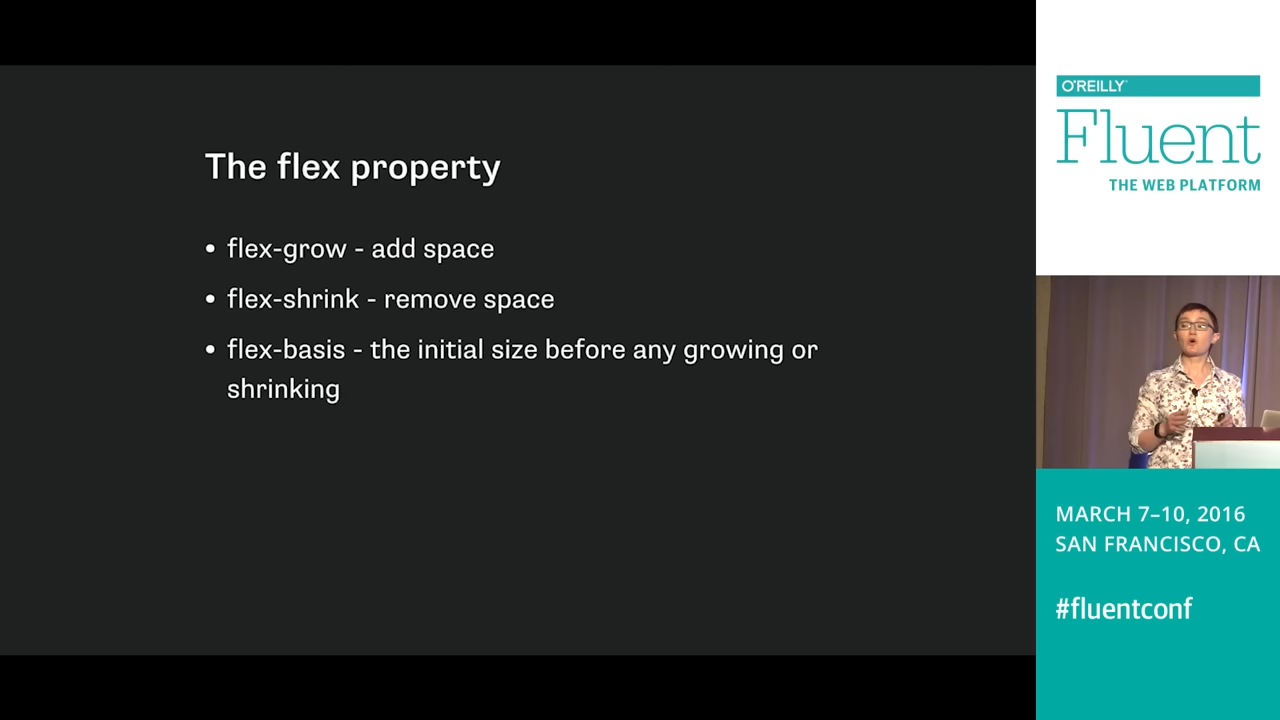 The flex property
• flex-grow - add space
• flex-shrink - remove space
• flex-basis - the initial size before any growing or
shrinking
O'REILLY™
Fluent
THE WEB PLATFORM
MARCH 7–10, 2016
SAN FRANCISCO, CA
#fluentconf